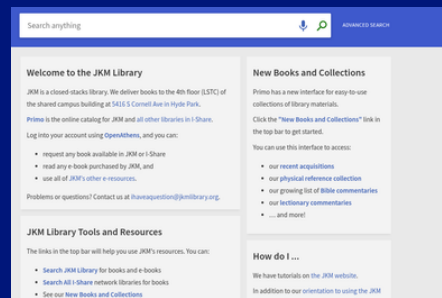 Search anything
ADVANCED SEARCH
Welcome to the JKM Library
JKM is a closed-stacks library. We deliver books to the 4th floor (LSTC) of
the shared campus building at 5416 S Cornell Ave in Hyde Park.
Primo is the online catalog for JKM and all other libraries in I-Share.
Log into your account using OpenAthens, and you can:
• request any book available in JKM or I-Share
• read any e-book purchased by JKM, and
• use all of JKM's other e-resources.
Problems or questions? Contact us at ihaveaquestion@jkmlibrary.org.
JKM Library Tools and Resources
The links in the top bar will help you use JKM's resources. You can:
• Search JKM Library for books and e-books
• Search All I-Share network libraries for books
• See our New Books and Collections
New Books and Collections
Primo has a new interface for easy-to-use
collections of library materials.
Click the "New Books and Collections" link in
the top bar to get started.
You can use this interface to access:
• our recent acquisitions
• our physical reference collection
• our growing list of Bible commentaries
• our lectionary commentaries
• ... and more!
How do I ...
We have tutorials on the JKM website.
In addition to our orientation to using the JKM